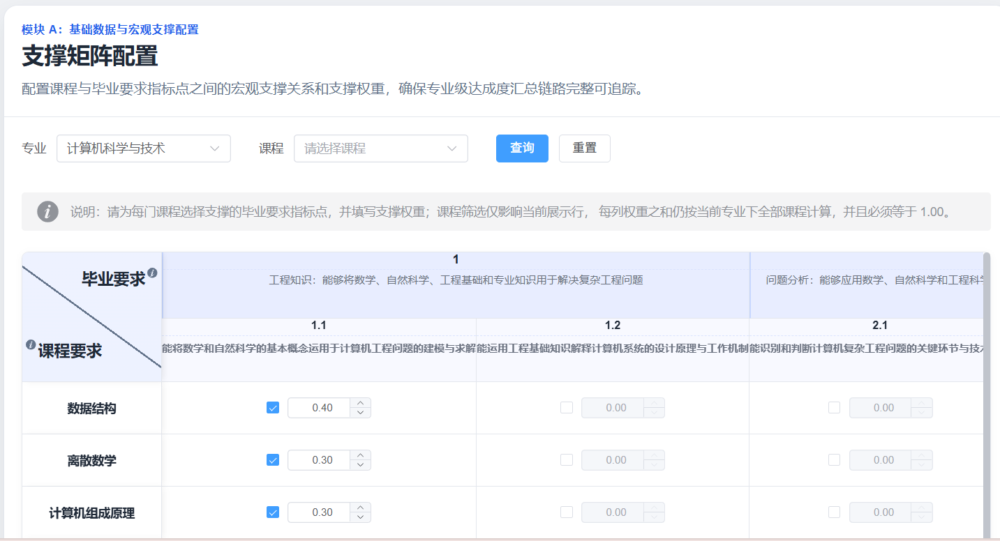 模块 A：基础数据与宏观支撑配置
支撑矩阵配置
配置课程与毕业要求指标点之间的宏观支撑关系和支撑权重，确保专业级达成度汇总链路完整可追踪。
专业 计算机科学与技术 课程 请选择课程 查询 重置
说明：请为每门课程选择支撑的毕业要求指标点，并填写支撑权重；课程筛选仅影响当前展示行， 每列权重之和仍按当前专业下全部课程计算，并且必须等于 1.00。
毕业要求
课程要求
1
工程知识：能够将数学、自然科学、工程基础和专业知识用于解决复杂工程问题
问题分析：能够应用数学、自然科学和工程科
1.1 1.2 2.1
能将数学和自然科学的基本概念运用于计算机工程问题的建模与求解 能运用工程基础知识解释计算机系统的设计原理与工作机制 能识别和判断计算机复杂工程问题的关键环节与技
数据结构 0.40 0.00 0.00
离散数学 0.30 0.00 0.00
计算机组成原理 0.30 0.00 0.00